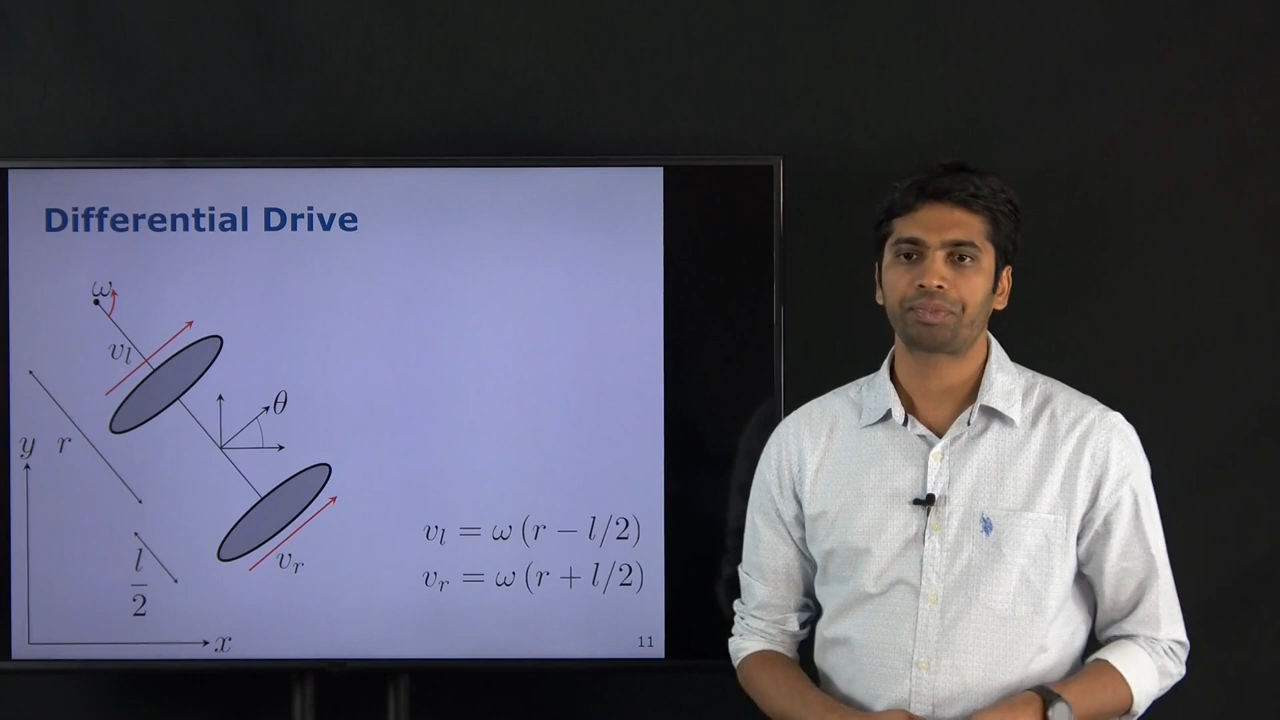 Differential Drive
ω
v_l
θ
y
r
v_r
l/2
x
v_l = ω (r − l/2)
v_r = ω (r + l/2)
11